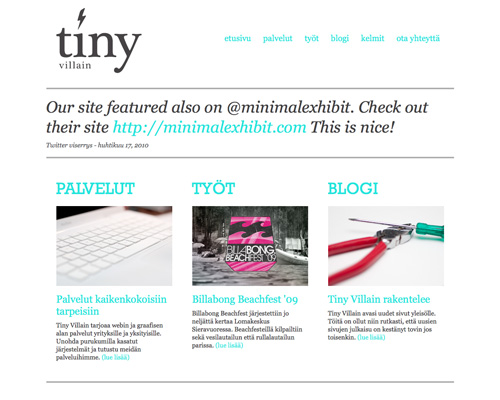 tiny
villain
etusivu palvelut työt blogi kelmit ota yhteyttä
Our site featured also on @minimalexhibit. Check out
their site http://minimalexhibit.com This is nice!
Twitter viserrys - huhtikuu 17, 2010
PALVELUT
Palvelut kaikenkokoisiin
tarpeisiin
Tiny Villain tarjosa webin ja graafisen
alan palvelut yrityksille ja yksityisille.
Unohda purukumilla kasatut
järjestelmät ja tutustu meidän
palveluihimme. (lue lisää)
TYÖT
BILLABONG
BEACHFEST '09
Billabong Beachfest '09
Billabong Beachfest järjestettiin jo
neljättä kertaa Lomakeskus
Sieravuoressa. Beachfesteillä kilpailtiin
sekä vesilautailun että rullalautailun
parissa. (lue lisää)
BLOGI
Tiny Villain rakentelee
Tiny Villain avasi uudet sivut yleisölle.
Töitä on ollut niin rutkasti, että uusien
sivujen julkaisu on kestänyt tovin jos
toisenkin. (lue lisää)